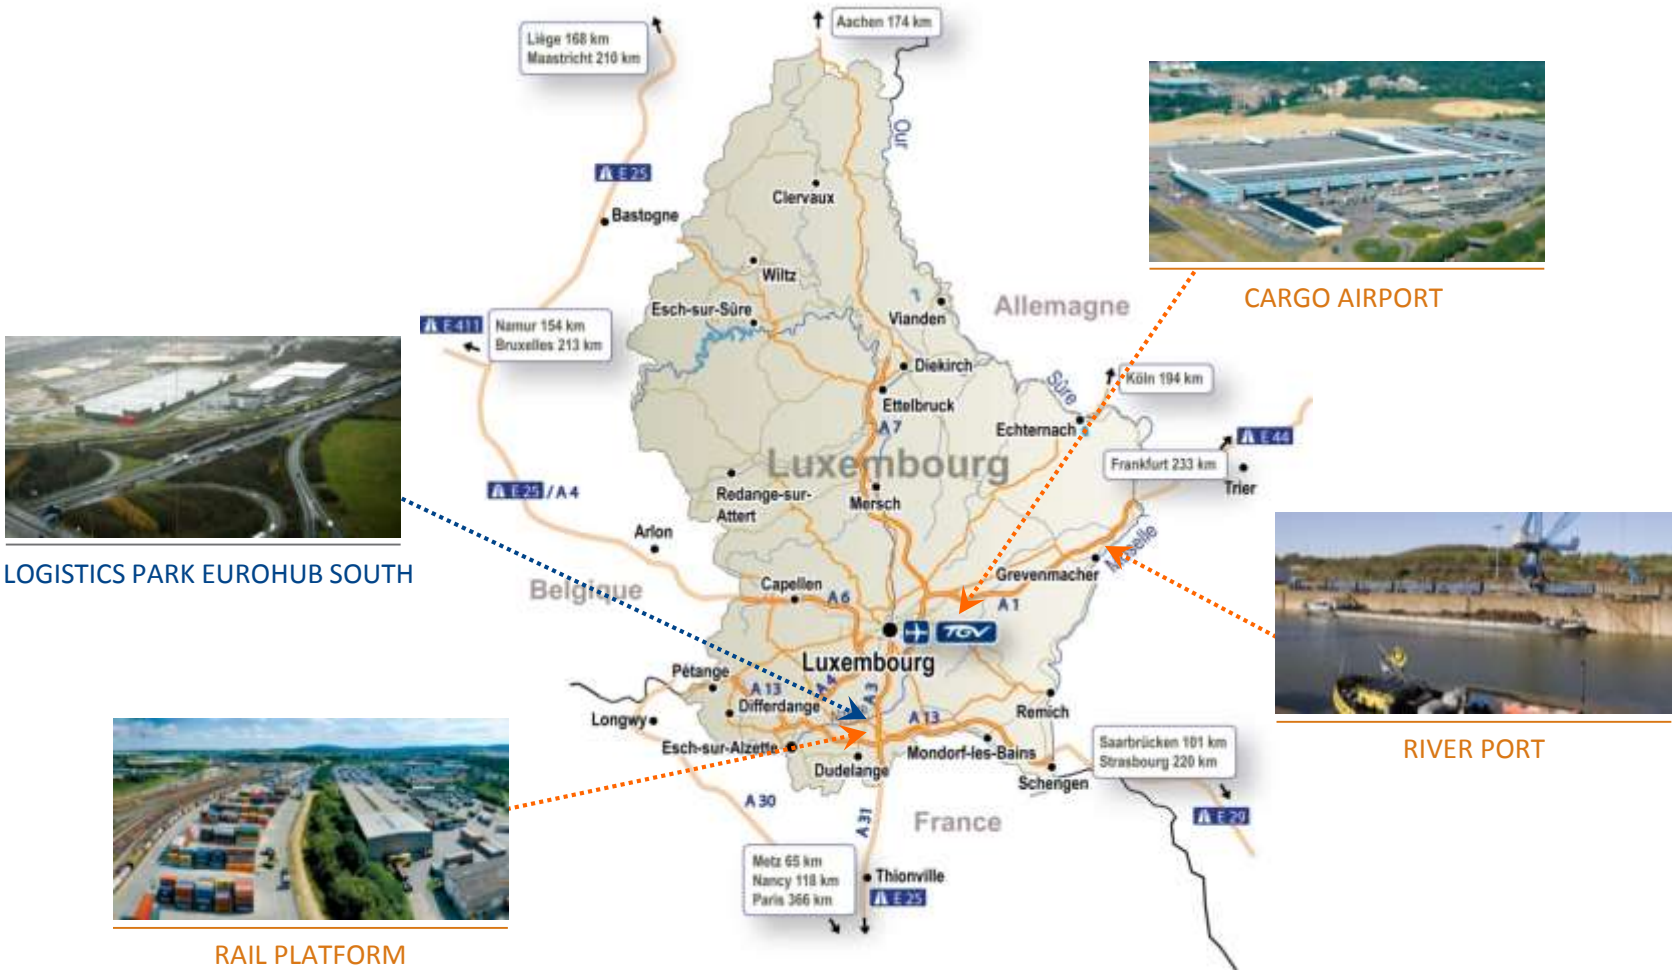 Aachen 174 km
Liège 168 km
Maastricht 210 km
Our
E 25
Clervaux
Bastogne
Wiltz
Esch-sur-Sûre
Vianden
Allemagne
CARGO AIRPORT
E 411
Namur 154 km
Bruxelles 213 km
Diekirch
Sûre
Köln 194 km
Ettelbruck
A 7
Echternach
E 44
Luxembourg
Frankfurt 233 km
Trier
E 25 / A 4
Redange-sur-
Attert
Mersch
Arlon
Moselle
LOGISTICS PARK EUROHUB SOUTH
Belgique
Capellen
A 6
Grevenmacher
A 1
TGV
Luxembourg
Pétange
A 13
A 4
A 3
Differdange
A 13
Remich
Longwy
Esch-sur-Alzette
Mondorf-les-Bains
Saarbrücken 101 km
Strasbourg 220 km
RIVER PORT
Dudelange
Schengen
A 30
A 31
France
E 29
Metz 65 km
Nancy 118 km
Paris 366 km
Thionville
E 25
RAIL PLATFORM